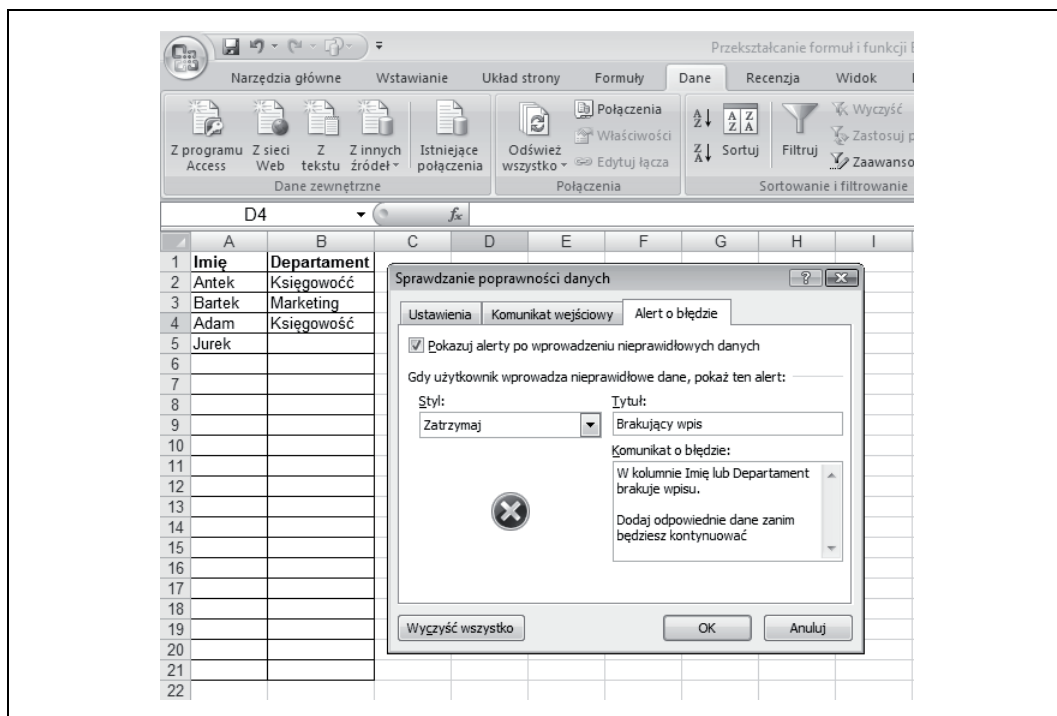 Przekształcanie formuł i funkcji
Narzędzia główne Wstawianie Układ strony Formuły Dane Recenzja Widok
Z programu Access Z sieci Web Z tekstu Z innych źródeł Istniejące połączenia Odśwież wszystko Połączenia Właściwości Edytuj łącza Sortuj Filtruj Wyczyść Zastosuj Zaawanso
Dane zewnętrzne Połączenia Sortowanie i filtrowanie
D4 fx
A B C D E F G H I
1 Imię Departament
2 Antek Księgowoćć
3 Bartek Marketing
4 Adam Księgowość
5 Jurek
6
7
8
9
10
11
12
13
14
15
16
17
18
19
20
21
22
Sprawdzanie poprawności danych
Ustawienia Komunikat wejściowy Alert o błędzie
Pokazuj alerty po wprowadzeniu nieprawidłowych danych
Gdy użytkownik wprowadza nieprawidłowe dane, pokaż ten alert:
Styl: Tytuł:
Zatrzymaj Brakujący wpis
Komunikat o błędzie:
W kolumnie Imię lub Departament
brakuje wpisu.
Dodaj odpowiednie dane zanim
będziesz kontynuować
Wyczyść wszystko OK Anuluj